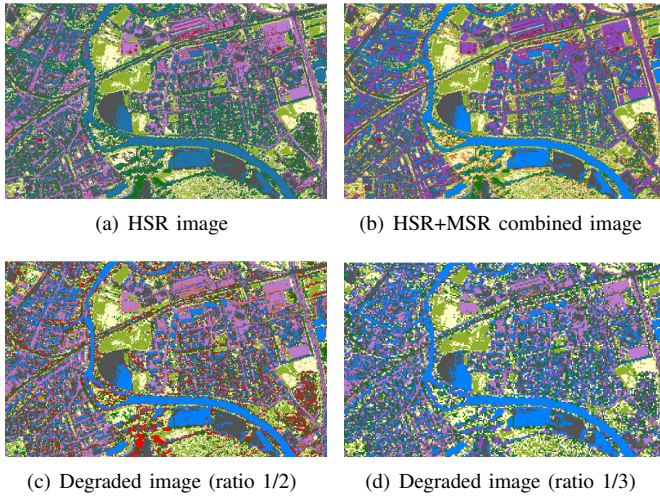 (a) HSR image
(b) HSR+MSR combined image
(c) Degraded image (ratio 1/2)
(d) Degraded image (ratio 1/3)